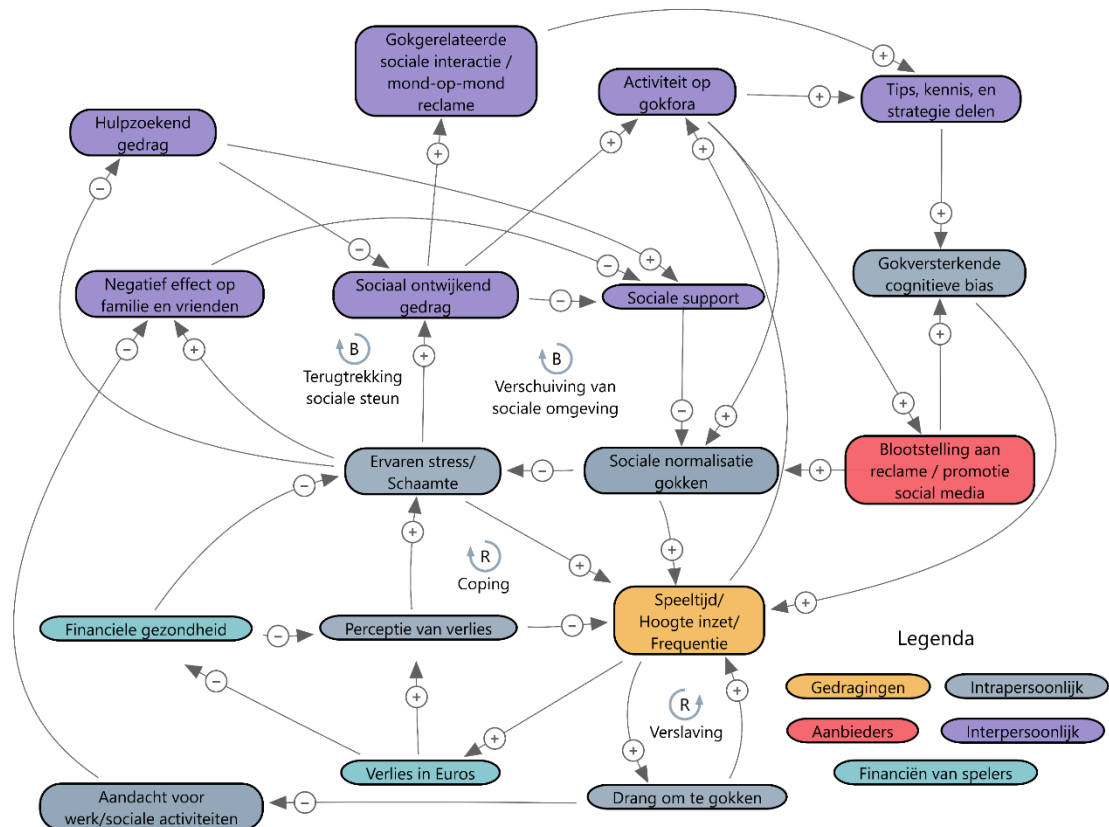 Gokgerelateerde
sociale interactie /
mond-op-mond
reclame
Activiteit op
gokfora
Tips, kennis, en
strategie delen
Hulpzoekend
gedrag
Negatief effect op
familie en vrienden
Sociaal ontwijkend
gedrag
Sociale support
Gokversterkende
cognitieve bias
B
Terugtrekking
sociale steun
B
Verschuiving van
sociale omgeving
Ervaren stress/
Schaamte
Sociale normalisatie
gokken
Blootstelling aan
reclame / promotie
social media
R
Coping
Financiele gezondheid
Perceptie van verlies
Speeltijd/
Hoogte inzet/
Frequentie
R
Verslaving
Verlies in Euros
Drang om te gokken
Aandacht voor
werk/sociale activiteiten
Legenda
Gedragingen
Intrapersoonlijk
Aanbieders
Interpersoonlijk
Financiën van spelers